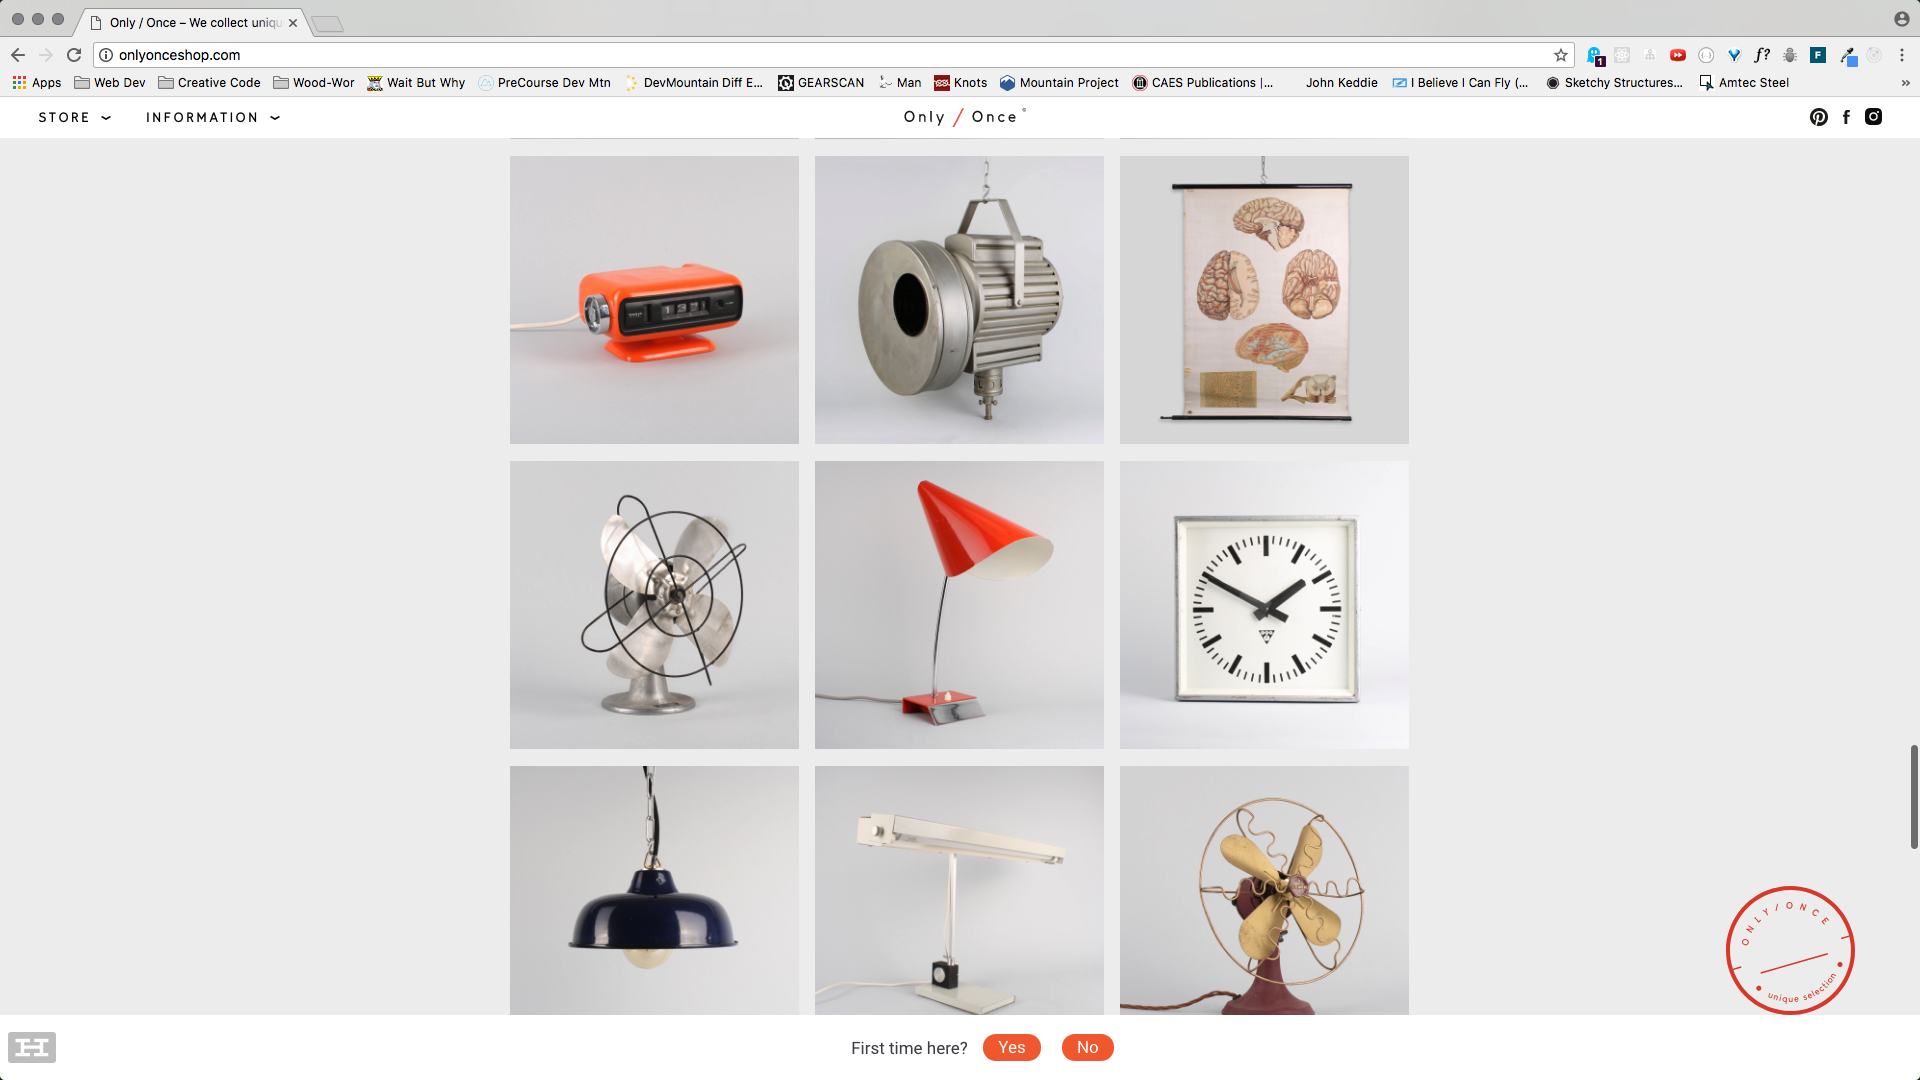 Only / Once – We collect uniqu
onlyonceshop.com
1
f?
F
Apps
Web Dev
Creative Code
Wood-Wor
Wait But Why
PreCourse Dev Mtn
DevMountain Diff E...
GEARSCAN
Man
Knots
Mountain Project
CAES Publications |...
John Keddie
I Believe I Can Fly (...
Sketchy Structures...
Amtec Steel
»
STORE
INFORMATION
Only / Once
ONLY/ONCE
unique selection
First time here?
Yes
No